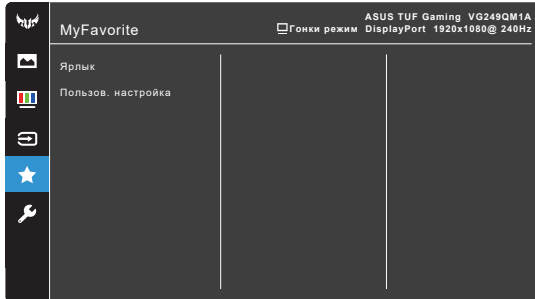 MyFavorite
ASUS TUF Gaming VG249QM1A
Гонки режим DisplayPort 1920x1080@ 240Hz
Ярлык
Пользов. настройка